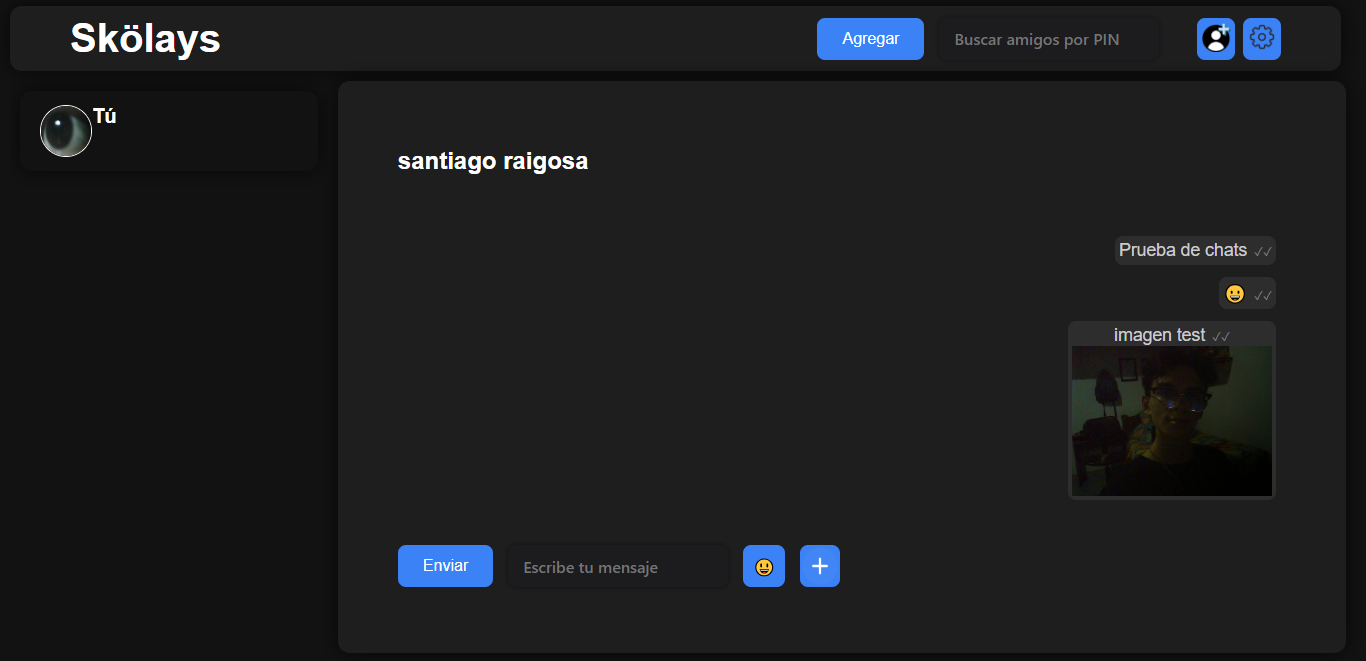 Skölays
Agregar
Buscar amigos por PIN
Tú
santiago raigosa
Prueba de chats ✓✓
😀 ✓✓
imagen test ✓✓
Enviar
Escribe tu mensaje
😀
+